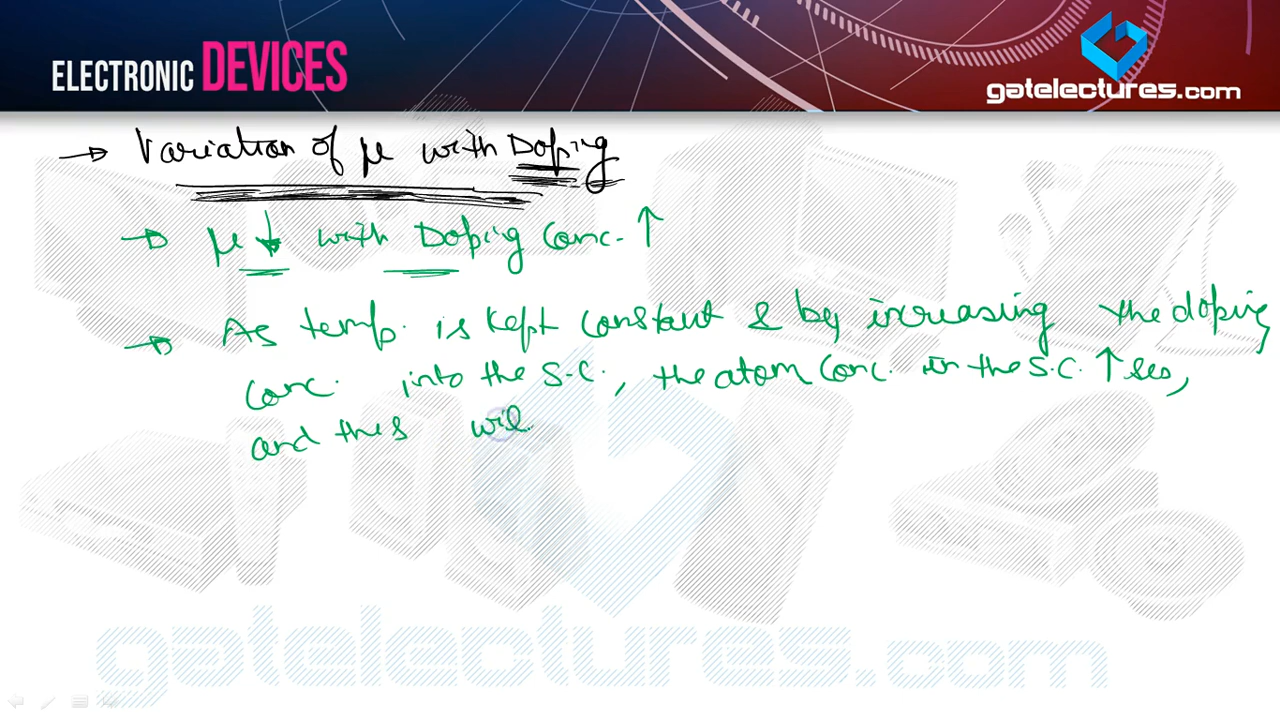 ELECTRONIC DEVICES
gatelectures.com
→ Variation of μ with Doping
→ μ ↓ with Doping Conc. ↑
→ As temp. is kept constant & by increasing the doping
conc. into the S.C., the atom conc. in the S.C. ↑ses,
and this will
gatelectures.com